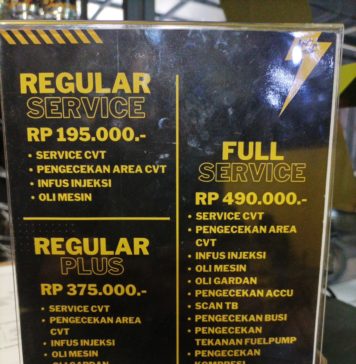 REGULAR
SERVICE
RP 195.000.-
• SERVICE CVT
• PENGECEKAN AREA CVT
• INFUS INJEKSI
• OLI MESIN
REGULAR
PLUS
RP 375.000.-
• SERVICE CVT
• PENGECEKAN AREA
CVT
• INFUS INJEKSI
• OLI MESIN
FULL
SERVICE
RP 490.000.-
• SERVICE CVT
• PENGECEKAN AREA
CVT
• INFUS INJEKSI
• OLI MESIN
• OLI GARDAN
• PENGECEKAN ACCU
• SCAN TB
• PENGECEKAN BUSI
• PENGECEKAN
TEKANAN FUELPUMP
• PENGECEKAN